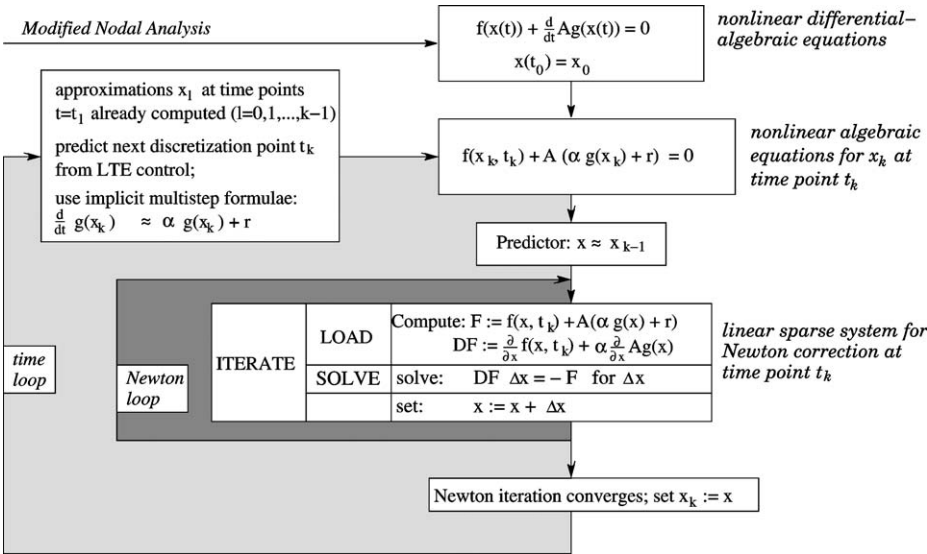 Modified Nodal Analysis
f(x(t)) + d/dt Ag(x(t)) = 0
x(t₀) = x₀
nonlinear differential–
algebraic equations
approximations x₁ at time points
t=t₁ already computed (l=0,1,...,k−1)
predict next discretization point tₖ
from LTE control;
use implicit multistep formulae:
d/dt g(xₖ) ≈ α g(xₖ) + r
f(xₖ, tₖ) + A (α g(xₖ) + r) = 0
nonlinear algebraic
equations for xₖ at
time point tₖ
Predictor: x ≈ xₖ₋₁
time
loop
Newton
loop
ITERATE
LOAD
Compute: F := f(x, tₖ) + A(α g(x) + r)
DF := ∂/∂x f(x, tₖ) + α ∂/∂x Ag(x)
SOLVE
solve: DF Δx = − F for Δx
set: x := x + Δx
linear sparse system for
Newton correction at
time point tₖ
Newton iteration converges; set xₖ := x